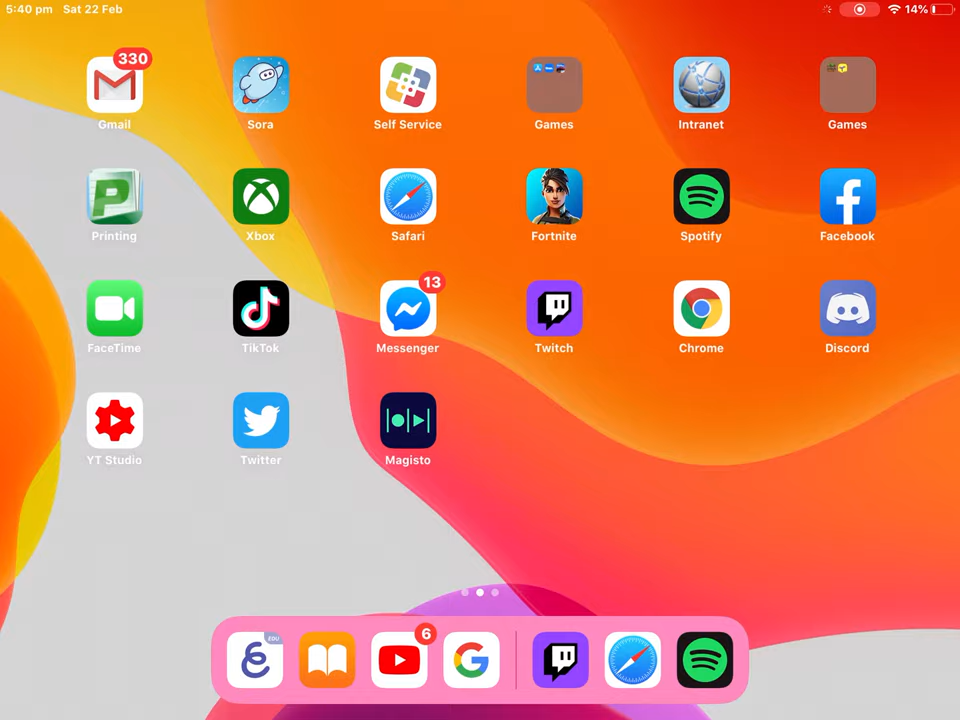 5:40 pm Sat 22 Feb 14%
330
Gmail Sora Self Service Games Intranet Games
Printing Xbox Safari Fortnite Spotify Facebook
13
FaceTime TikTok Messenger Twitch Chrome Discord
YT Studio Twitter Magisto
EDU 6